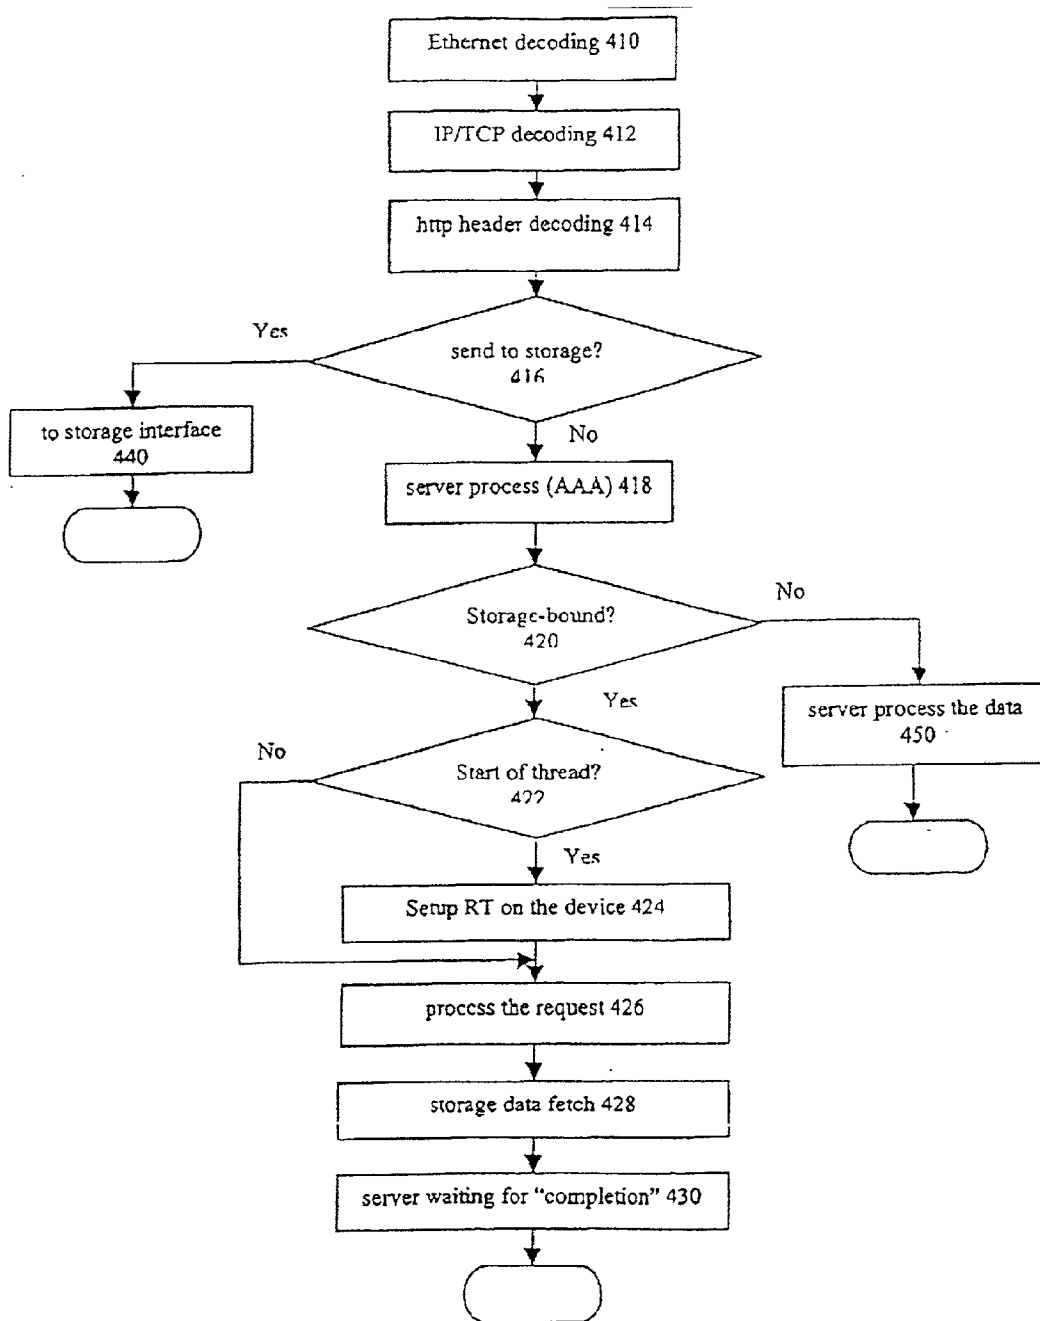 Ethernet decoding 410
IP/TCP decoding 412
http header decoding 414
Yes
send to storage?
416
to storage interface
440
No
server process (AAA) 418
No
Storage-bound?
420
Yes
server process the data
450
No
Start of thread?
422
Yes
Setup RT on the device 424
process the request 426
storage data fetch 428
server waiting for “completion” 430